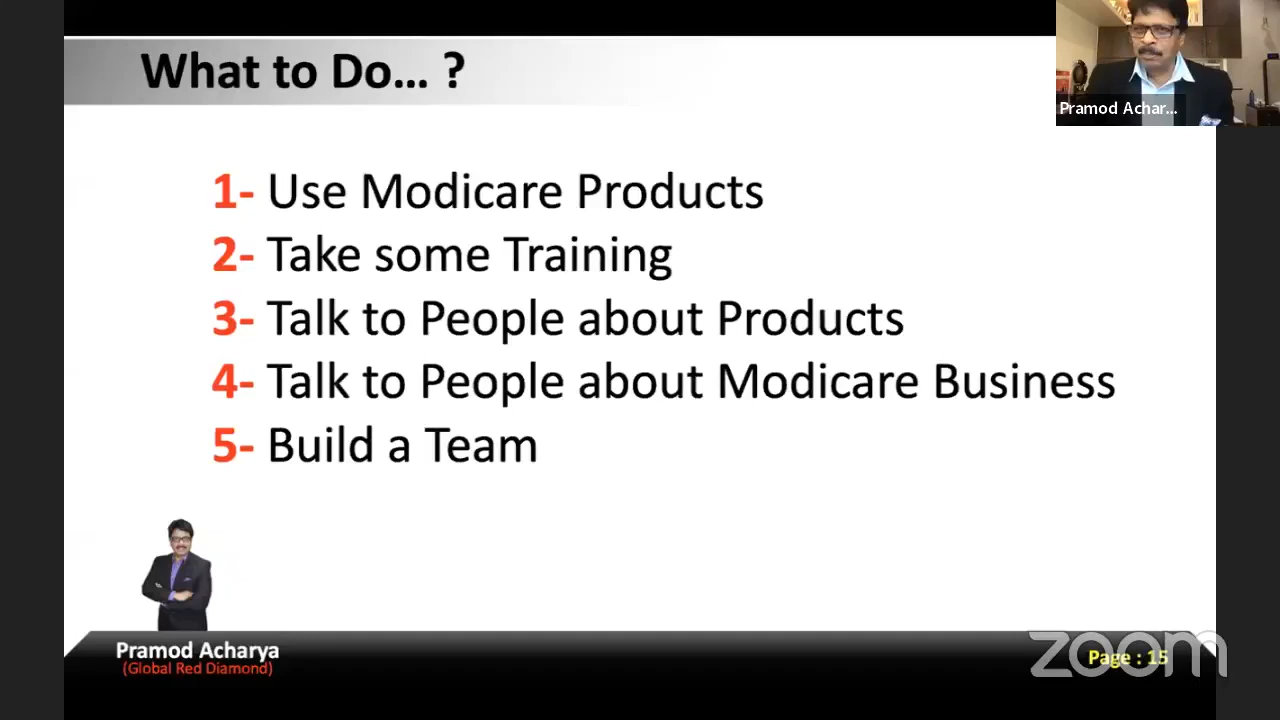 What to Do... ?
Pramod Achar...
1- Use Modicare Products
2- Take some Training
3- Talk to People about Products
4- Talk to People about Modicare Business
5- Build a Team
Pramod Acharya
(Global Red Diamond)
Page : 15
zoom